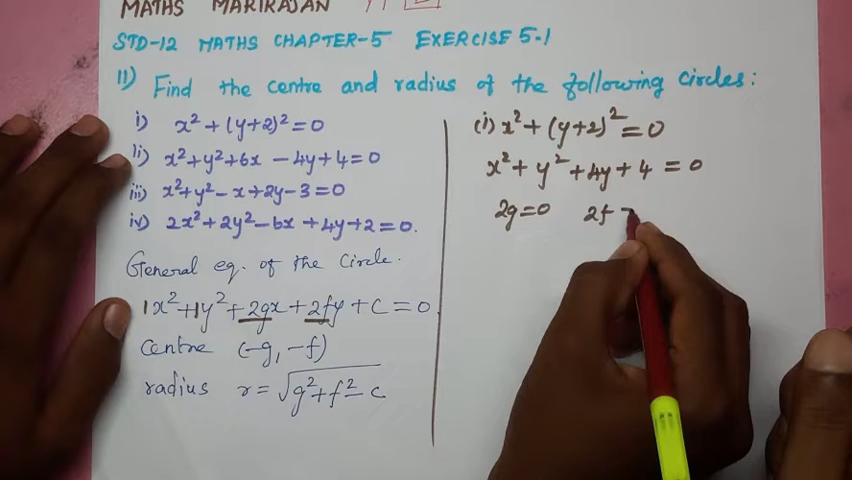 MATHS MARIRAJAN
STD-12 MATHS CHAPTER-5 EXERCISE 5.1
11) Find the centre and radius of the following circles:
i) x² + (y+2)² = 0
ii) x² + y² + 6x - 4y + 4 = 0
iii) x² + y² - x + 2y - 3 = 0
iv) 2x² + 2y² - 6x + 4y + 2 = 0.
General eq. of the Circle.
1x² + 1y² + 2gx + 2fy + c = 0
Centre (-g, -f)
radius r = √g² + f² - c
(i) x² + (y+2)² = 0
x² + y² + 4y + 4 = 0
2g = 0 2f